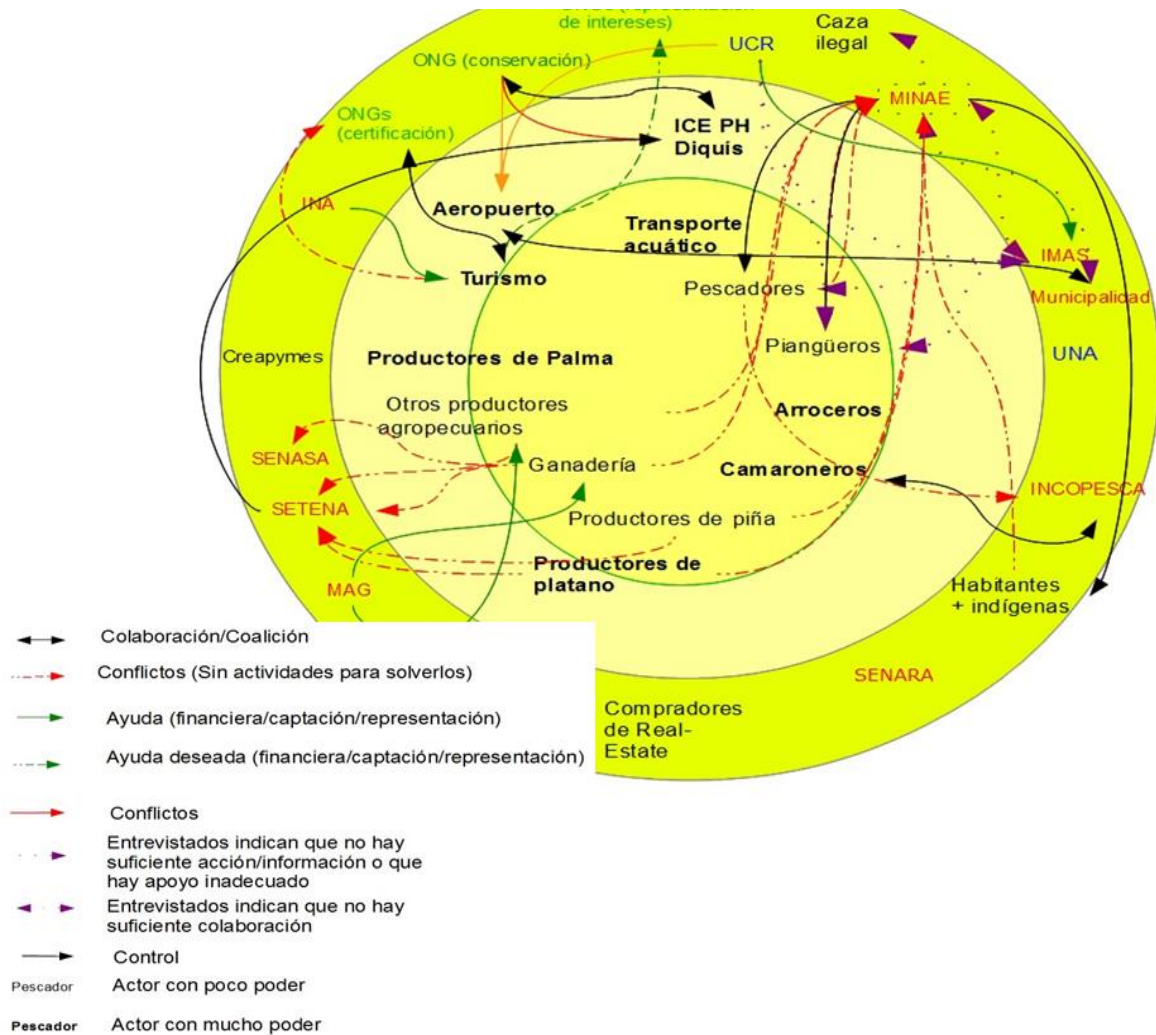 de intereses)
Caza
ilegal
UCR
ONG (conservación)
MINAE
ONGs
(certificación)
ICE PH
Diquís
INA
Aeropuerto
Transporte
acuático
IMAS
Turismo
Pescadores
Municipalidad
Piangüeros
UNA
Creapymes
Productores de Palma
Otros productores
agropecuarios
Arroceros
SENASA
Ganadería
Camaroneros
INCOPESCA
SETENA
Productores de piña
Productores de
platano
MAG
Habitantes
+ indígenas
SENARA
Compradores
de Real-
Estate
Colaboración/Coalición
Conflictos (Sin actividades para solverlos)
Ayuda (financiera/captación/representación)
Ayuda deseada (financiera/captación/representación)
Conflictos
Entrevistados indican que no hay
suficiente acción/información o que
hay apoyo inadecuado
Entrevistados indican que no hay
suficiente colaboración
Control
Pescador Actor con poco poder
Pescador Actor con mucho poder